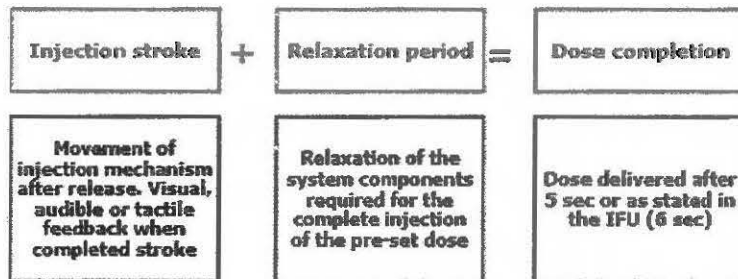 Injection stroke + Relaxation period = Dose completion
Movement of
injection mechanism
after release. Visual,
audible or tactile
feedback when
completed stroke
Relaxation of the
system components
required for the
complete injection
of the pre-set dose
Dose delivered after
5 sec or as stated in
the IFU (6 sec)